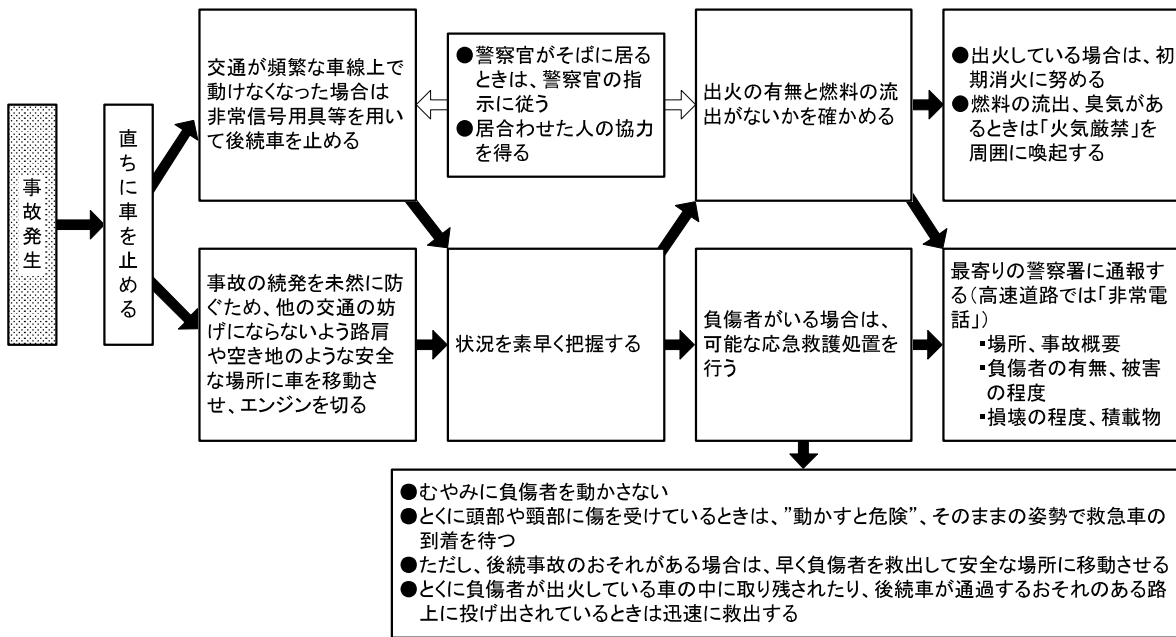 事故発生
直ちに車を止める
交通が頻繁な車線上で
動けなくなった場合は
非常信号用具等を用い
て後続車を止める
●警察官がそばに居る
ときは、警察官の指
示に従う
●居合わせた人の協力
を得る
出火の有無と燃料の流
出がないかを確かめる
●出火している場合は、初
期消火に努める
●燃料の流出、臭気があ
るときは「火気厳禁」を
周囲に喚起する
事故の続発を未然に防
ぐため、他の交通の妨
げにならないよう路肩
や空き地のような安全
な場所に車を移動さ
せ、エンジンを切る
状況を素早く把握する
負傷者がいる場合は、
可能な応急救護処置を
行う
最寄りの警察署に通報す
る（高速道路では「非常電
話」）
・場所、事故概要
・負傷者の有無、被害
の程度
・損壊の程度、積載物
●むやみに負傷者を動かさない
●とくに頭部や頸部に傷を受けているときは、”動かすと危険”、そのままの姿勢で救急車の
到着を待つ
●ただし、後続事故のおそれがある場合は、早く負傷者を救出して安全な場所に移動させる
●とくに負傷者が出火している車の中に取り残されたり、後続車が通過するおそれのある路
上に投げ出されているときは迅速に救出する